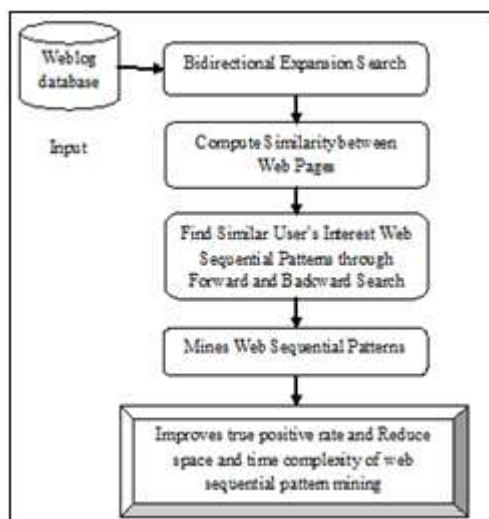 Weblog
database
Input
Bidirectional Expansion Search
Compute Similarity between
Web Pages
Find Similar User's Interest Web
Sequential Patterns through
Forward and Backward Search
Mines Web Sequential Patterns
Improves true positive rate and Reduce
space and time complexity of web
sequential pattern mining